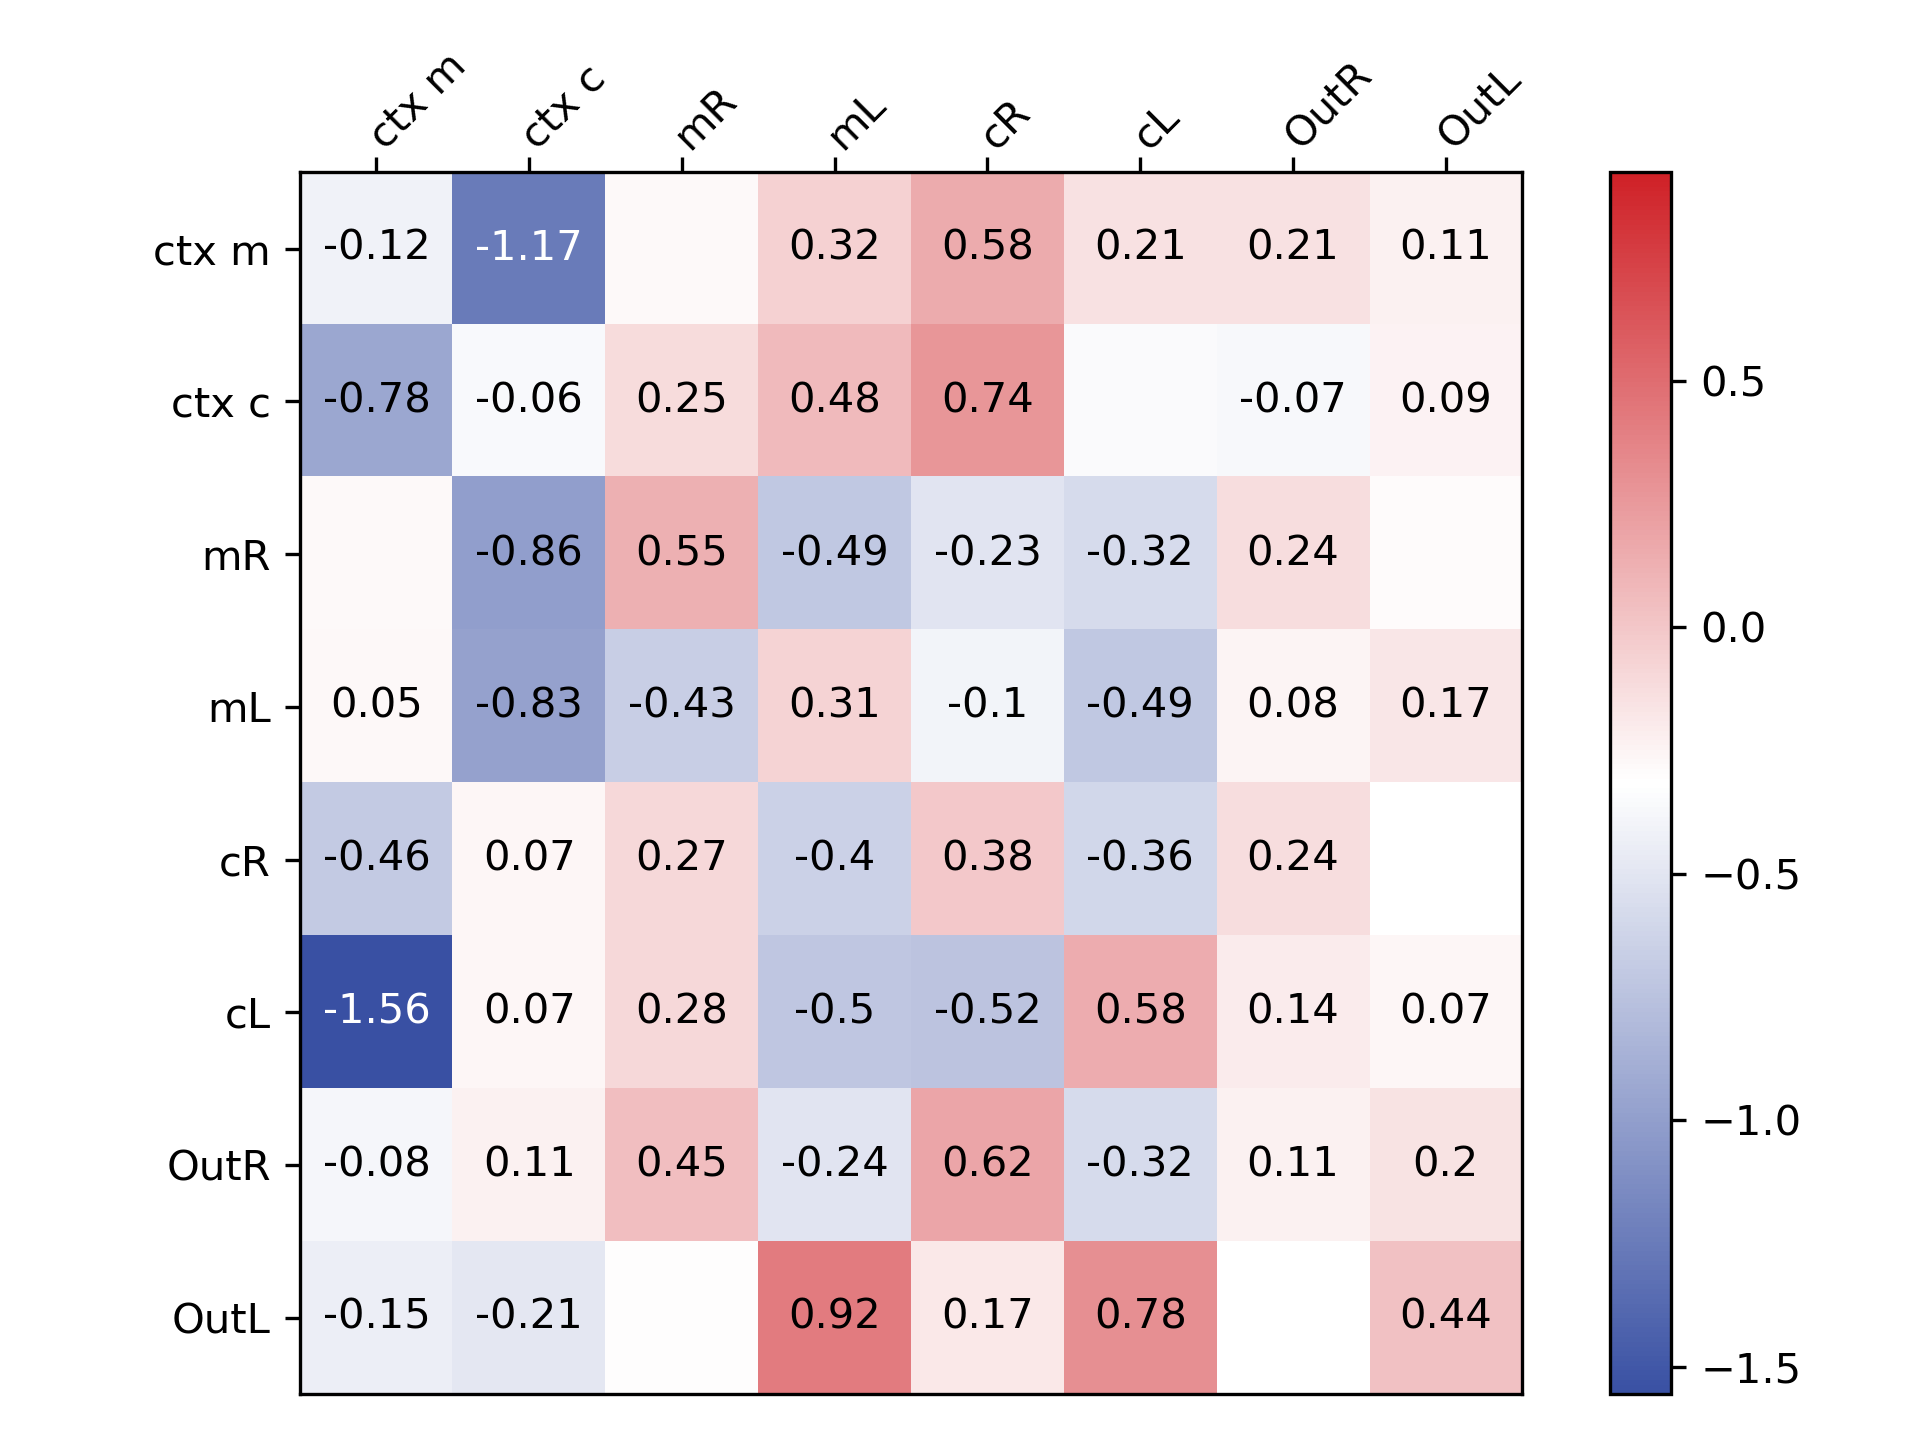 ctx m ctx c mR mL cR cL OutR OutL
ctx m -0.12 -1.17 0.32 0.58 0.21 0.21 0.11
ctx c -0.78 -0.06 0.25 0.48 0.74 -0.07 0.09
mR -0.86 0.55 -0.49 -0.23 -0.32 0.24
mL 0.05 -0.83 -0.43 0.31 -0.1 -0.49 0.08 0.17
cR -0.46 0.07 0.27 -0.4 0.38 -0.36 0.24
cL -1.56 0.07 0.28 -0.5 -0.52 0.58 0.14 0.07
OutR -0.08 0.11 0.45 -0.24 0.62 -0.32 0.11 0.2
OutL -0.15 -0.21 0.92 0.17 0.78 0.44
0.5
0.0
−0.5
−1.0
−1.5